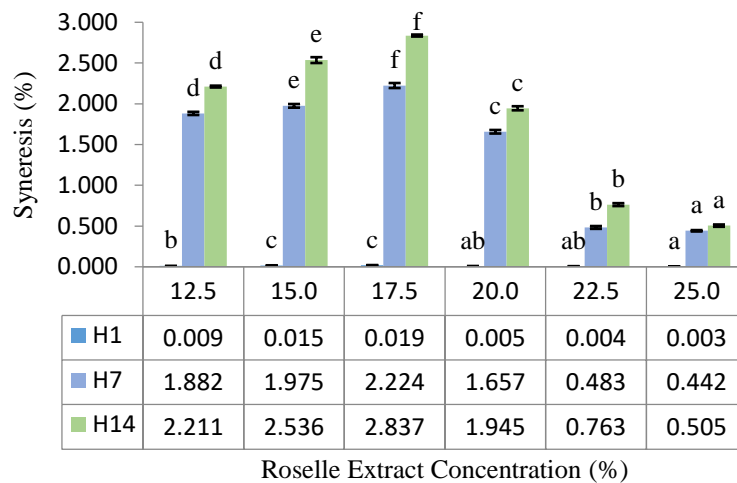 3.000
2.500
2.000
1.500
1.000
0.500
0.000
Syneresis (%)
b d d
c e e
c f f
ab c c
ab b b
a a a
12.5 15.0 17.5 20.0 22.5 25.0
H1 0.009 0.015 0.019 0.005 0.004 0.003
H7 1.882 1.975 2.224 1.657 0.483 0.442
H14 2.211 2.536 2.837 1.945 0.763 0.505
Roselle Extract Concentration (%)